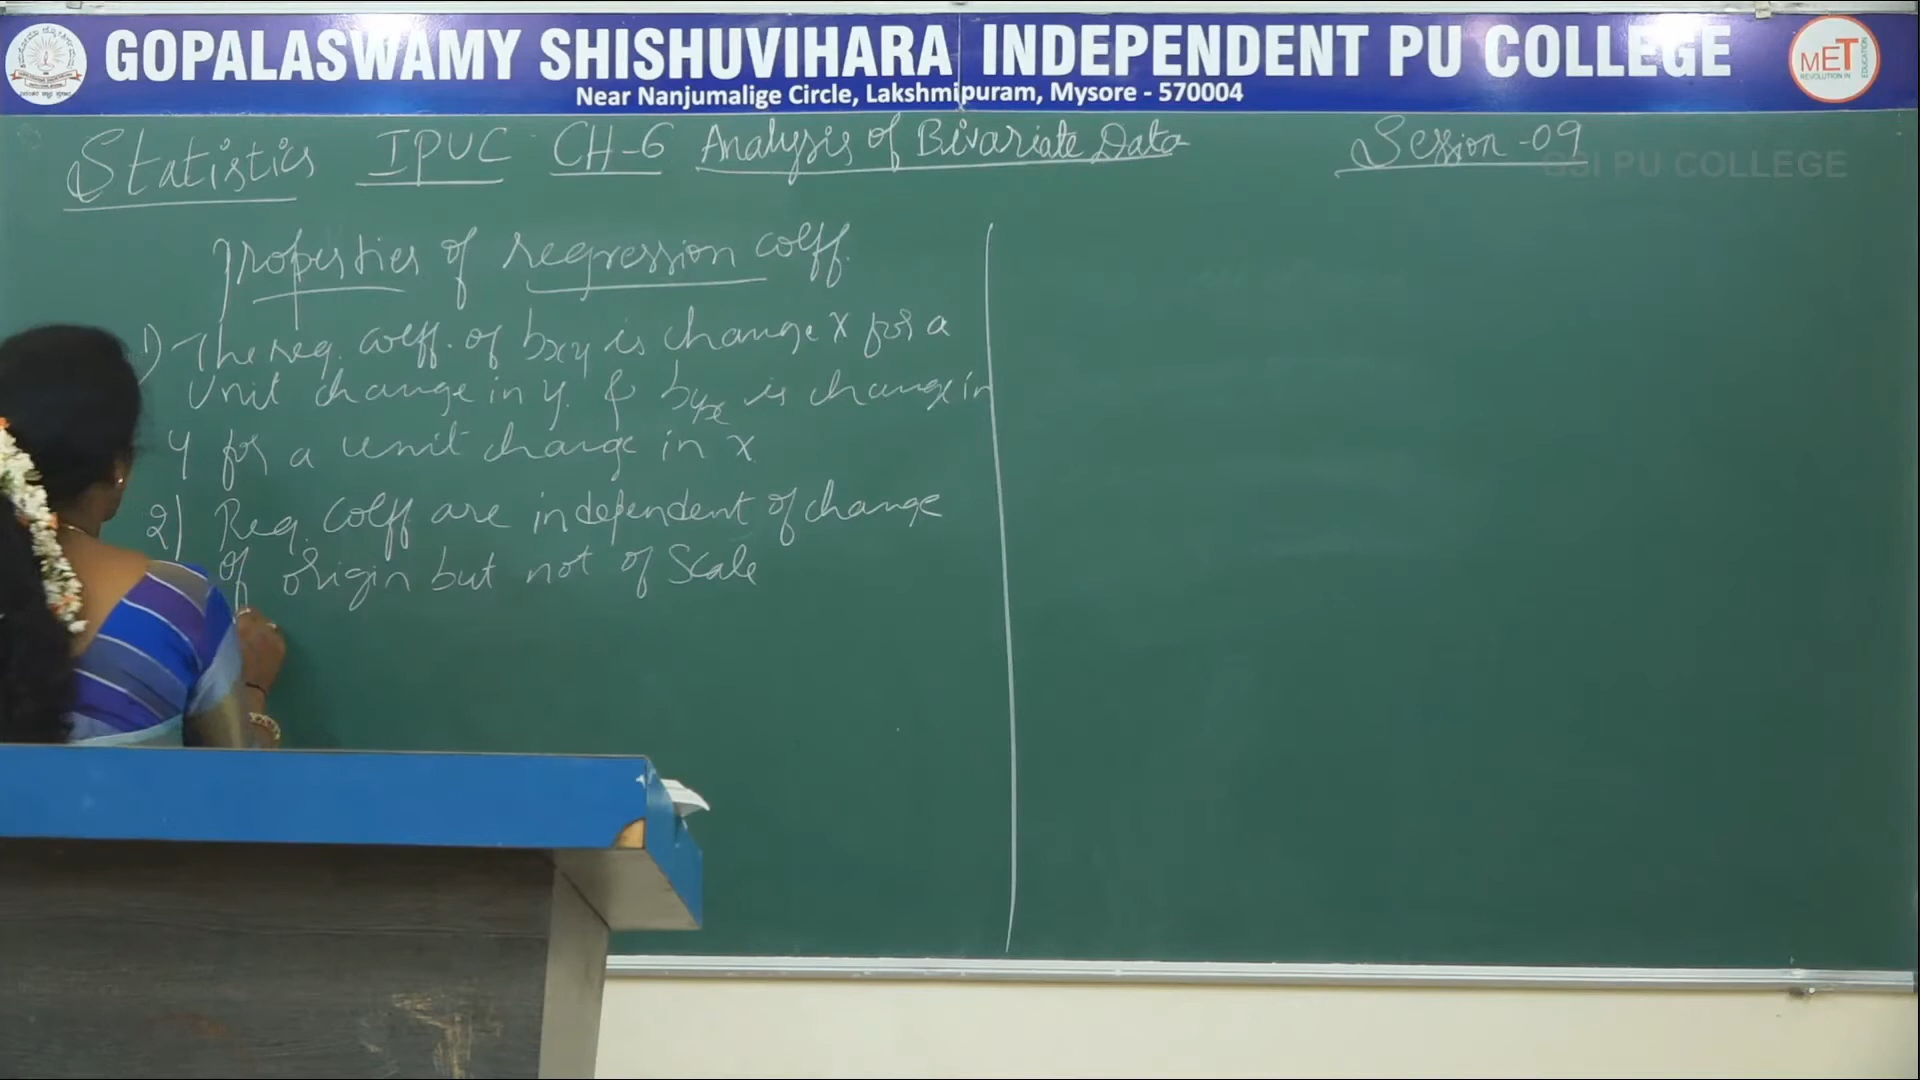 GOPALASWAMY SHISHUVIHARA INDEPENDENT PU COLLEGE
Near Nanjumalige Circle, Lakshmipuram, Mysore - 570004
MET
REVOLUTION IN EDUCATION
Statistics IPUC CH-6 Analysis of Bivariate Data Session-09
GSI PU COLLEGE
properties of regression coeff.
1) The reg. coeff. of bxy is change x for a
Unit change in y. & byx is change in
y for a unit change in x
2) Reg. Coeff are independent of change
of origin but not of Scale